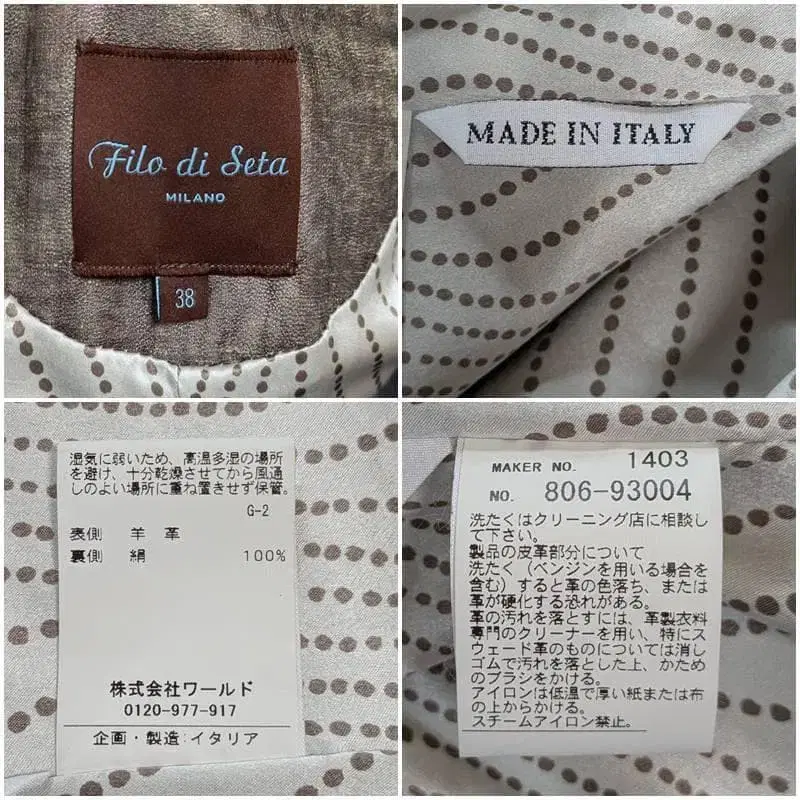 Filo di Seta
MILANO
38
MADE IN ITALY
湿気に弱いため、高温多湿の場所
を避け、十分乾燥させてから風通
しのよい場所に重ね置きせず保管。
G-2
表側 羊 革
裏側 絹 100%
株式会社ワールド
0120-977-917
企画・製造:イタリア
MAKER NO. 1403
NO. 806-93004
洗たくはクリーニング店に相談し
て下さい。
製品の皮革部分について
洗たく(ベンジンを用いる場合を
含む)すると革の色落ち、または
革が硬化する恐れがある。
革の汚れを落とすには、革製衣料
専門のクリーナーを用い、特にス
ウェード革のものについては消し
ゴムで汚れを落とした上、かため
のブラシをかける。
アイロンは低温で厚い紙または布
の上からかける。
スチームアイロン禁止。